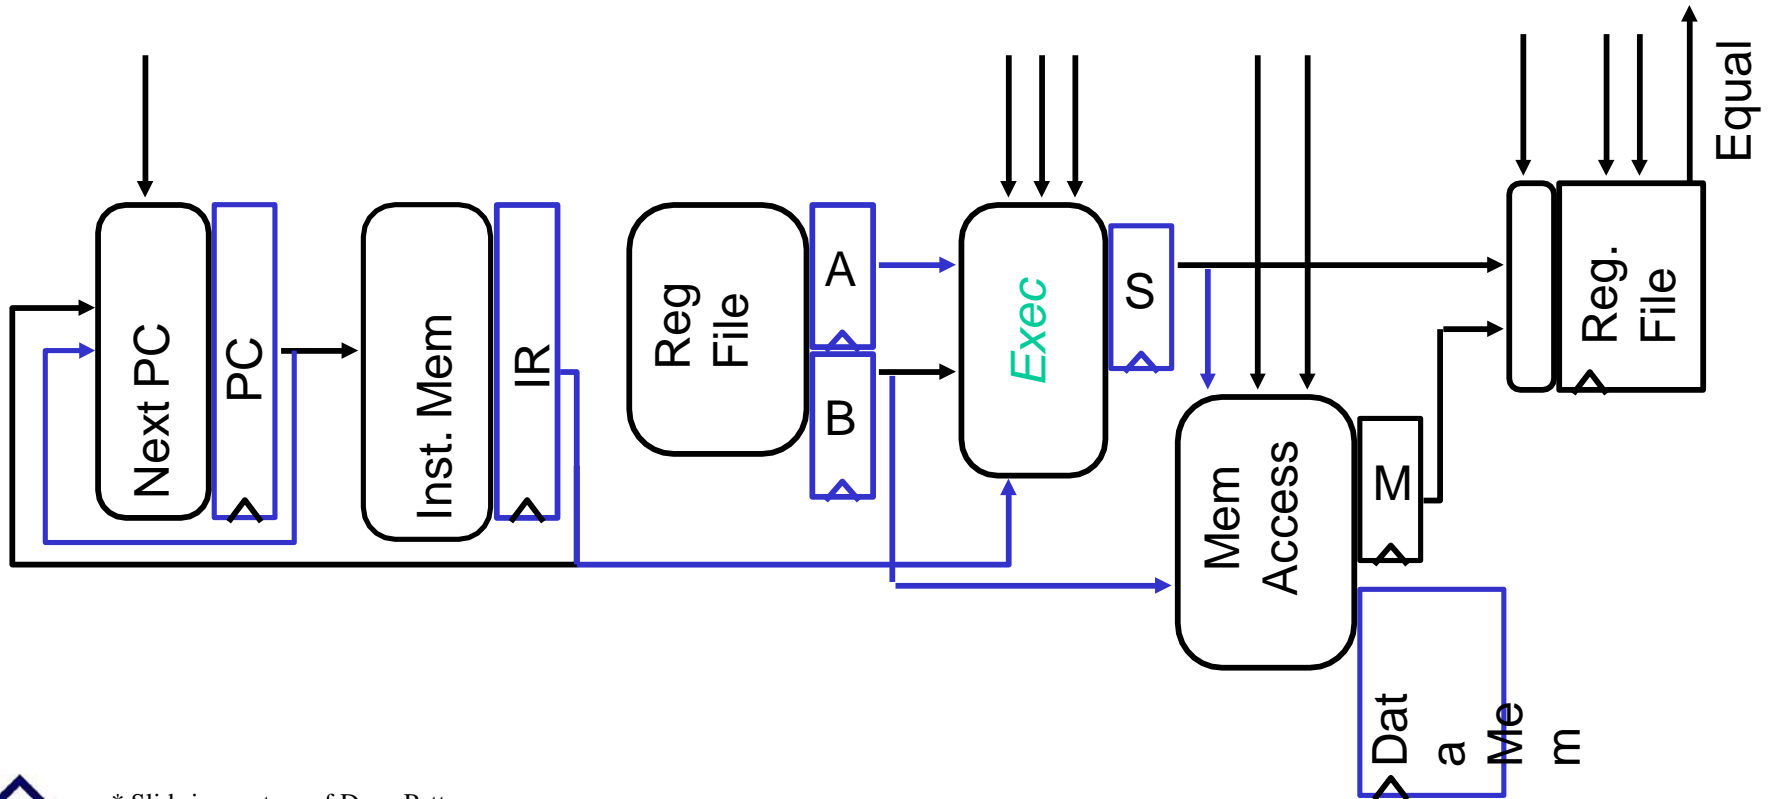 Next PC
PC
Inst. Mem
IR
Reg
File
A
B
Exec
S
Mem
Access
M
Dat
a
Me
m
Reg.
File
Equal